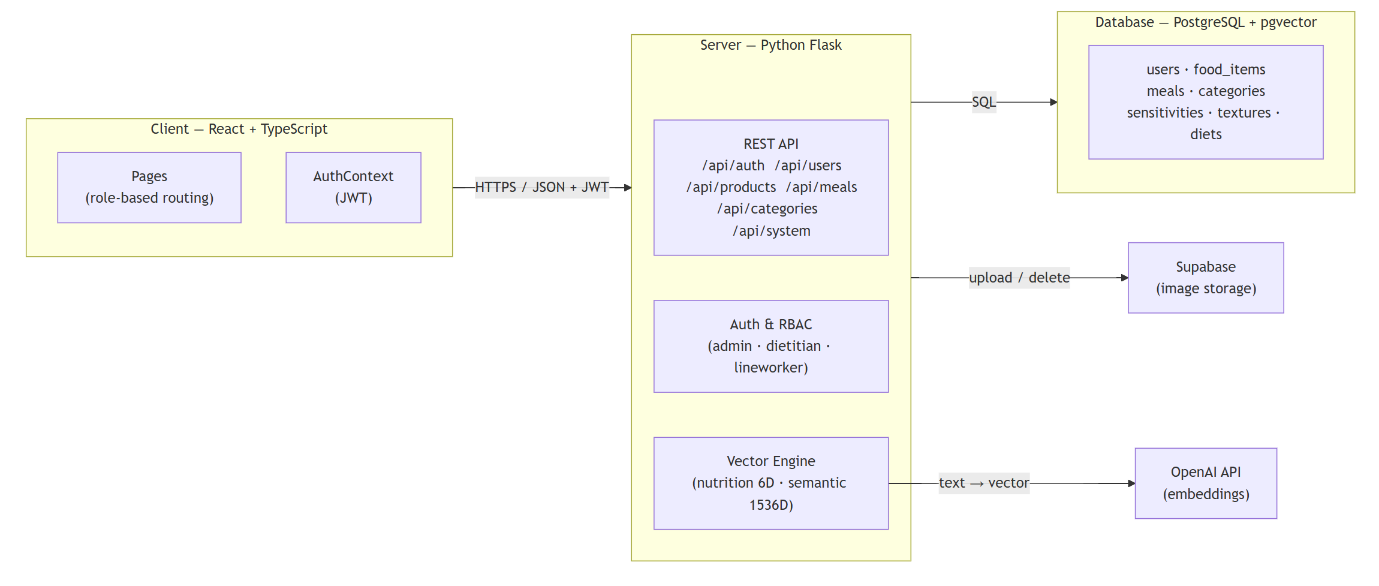 Client — React + TypeScript
Pages
(role-based routing)
AuthContext
(JWT)
HTTPS / JSON + JWT
Server — Python Flask
REST API
/api/auth /api/users
/api/products /api/meals
/api/categories
/api/system
Auth & RBAC
(admin · dietitian ·
lineworker)
Vector Engine
(nutrition 6D · semantic
1536D)
SQL
Database — PostgreSQL + pgvector
users · food_items
meals · categories
sensitivities · textures ·
diets
upload / delete
Supabase
(image storage)
text → vector
OpenAI API
(embeddings)